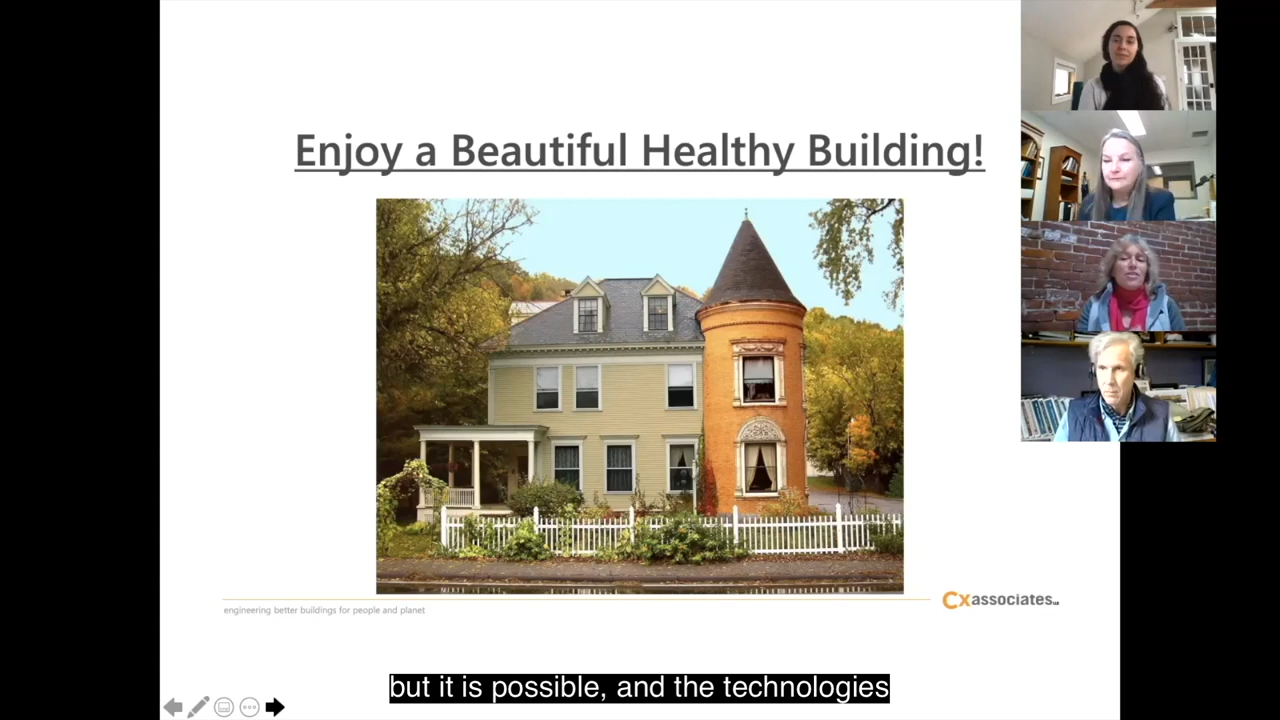 Enjoy a Beautiful Healthy Building!
engineering better buildings for people and planet
Cxassociates
but it is possible, and the technologies